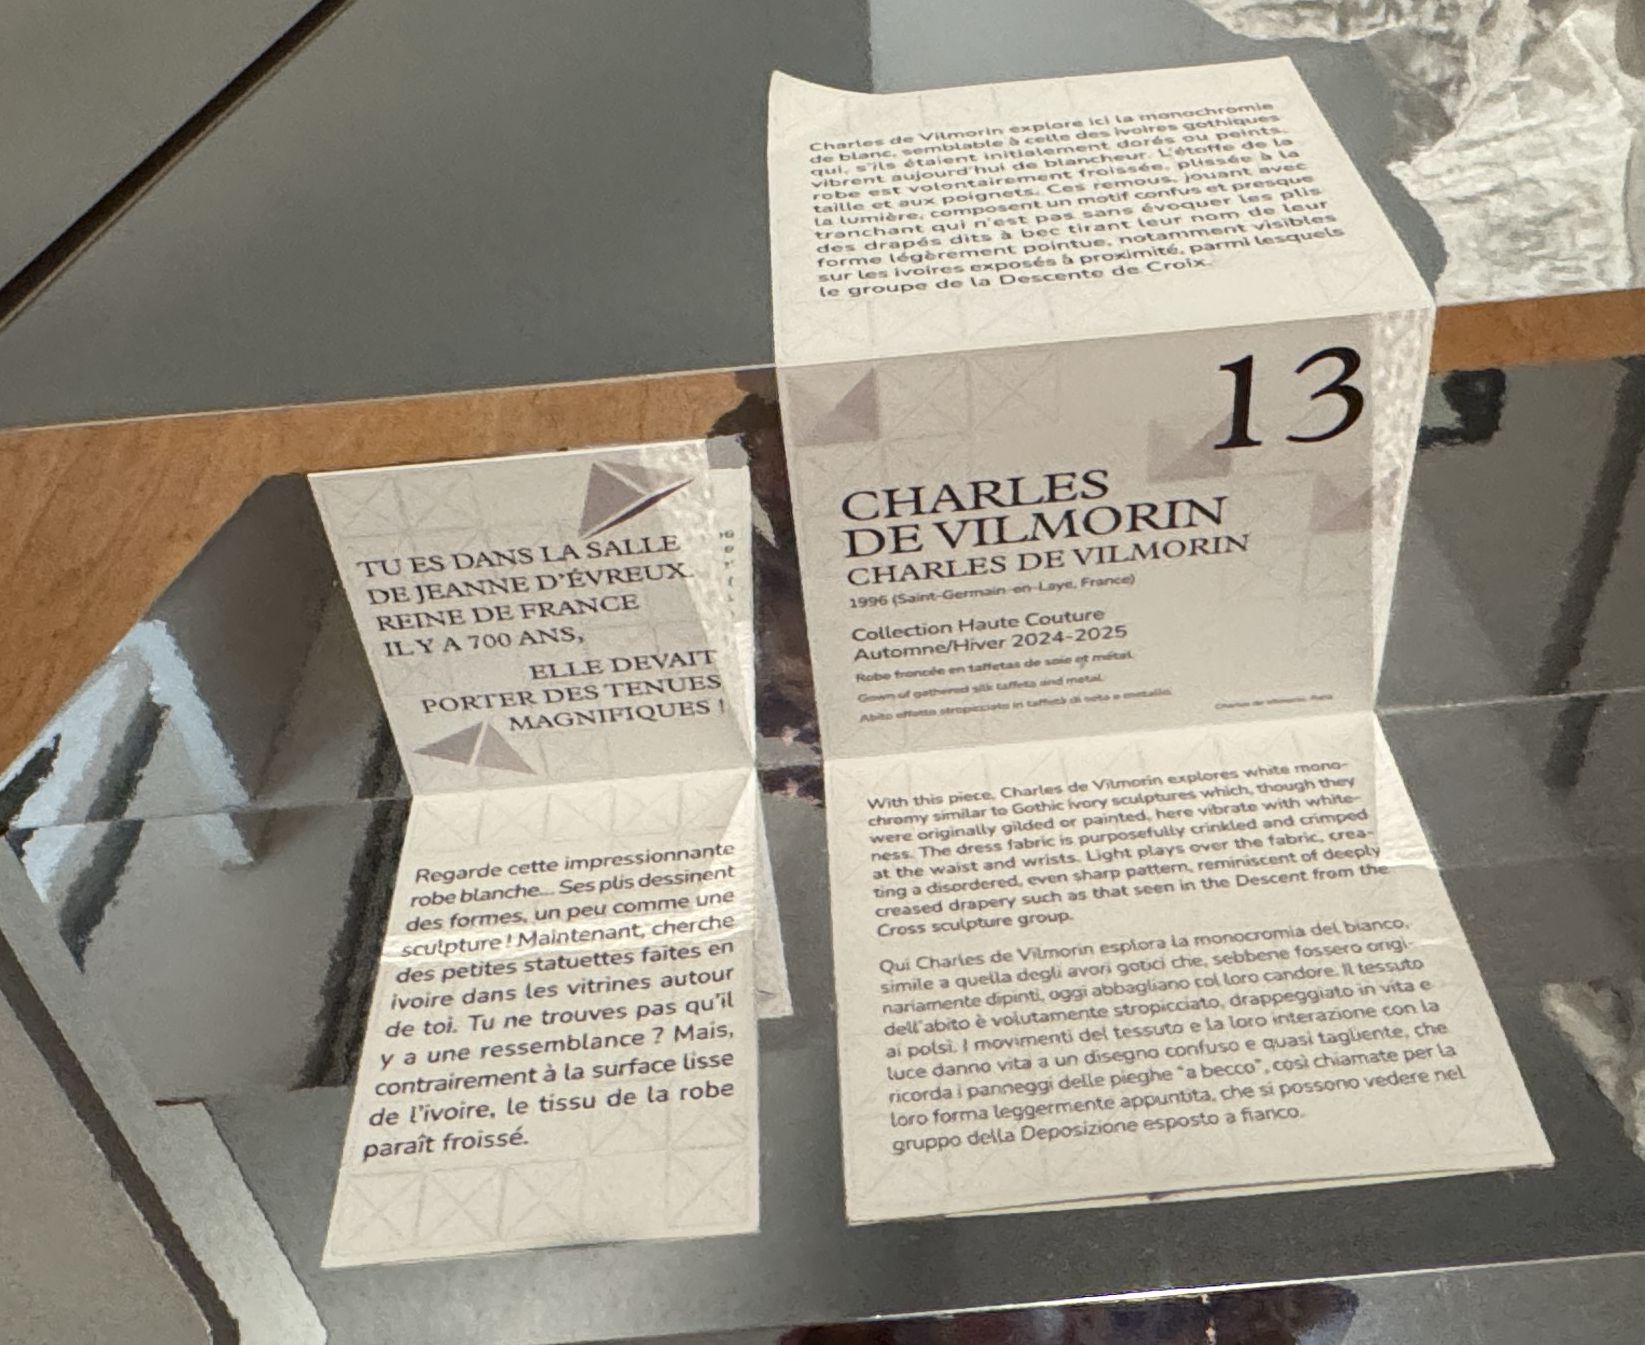 TU ES DANS LA SALLE
DE JEANNE D'ÉVREUX.
REINE DE FRANCE
IL Y A 700 ANS,
ELLE DEVAIT
PORTER DES TENUES
MAGNIFIQUES !
Regarde cette impressionnante
robe blanche... Ses plis dessinent
des formes, un peu comme une
sculpture ! Maintenant, cherche
des petites statuettes faites en
ivoire dans les vitrines autour
de toi. Tu ne trouves pas qu'il
y a une ressemblance ? Mais,
contrairement à la surface lisse
de l'ivoire, le tissu de la robe
paraît froissé.
Charles de Vilmorin explore ici la monochromie
de blanc, semblable à celle des ivoires gothiques
qui, s'ils étaient initialement dorés ou peints,
vibrent aujourd'hui de blancheur. L'étoffe de la
robe est volontairement froissée, plissée à la
taille et aux poignets. Ces remous, jouant avec
la lumière, composent un motif confus et presque
tranchant qui n'est pas sans évoquer les plis
des drapés dits à bec tirant leur nom de leur
forme légèrement pointue, notamment visibles
sur les ivoires exposés à proximité, parmi lesquels
le groupe de la Descente de Croix.
13
CHARLES
DE VILMORIN
CHARLES DE VILMORIN
1996 (Saint-Germain-en-Laye, France)
Collection Haute Couture
Automne/Hiver 2024-2025
Robe froncée en taffetas de soie et métal
Gown of gathered silk taffeta and metal
Abito effetto stropicciato in taffetà di seta e metallo
Charles de Vilmorin, Paris
With this piece, Charles de Vilmorin explores white mono-
chromy similar to Gothic ivory sculptures which, though they
were originally gilded or painted, here vibrate with white-
ness. The dress fabric is purposefully crinkled and crimped
at the waist and wrists. Light plays over the fabric, crea-
ting a disordered, even sharp pattern, reminiscent of deeply
creased drapery such as that seen in the Descent from the
Cross sculpture group.
Qui Charles de Vilmorin esplora la monocromia del bianco,
simile a quella degli avori gotici che, sebbene fossero origi-
nariamente dipinti, oggi abbagliano col loro candore. Il tessuto
dell'abito è volutamente stropicciato, drappeggiato in vita e
ai polsi. I movimenti del tessuto e la loro interazione con la
luce danno vita a un disegno confuso e quasi tagliente, che
ricorda i panneggi delle pieghe "a becco", così chiamate per la
loro forma leggermente appuntita, che si possono vedere nel
gruppo della Deposizione esposto a fianco.